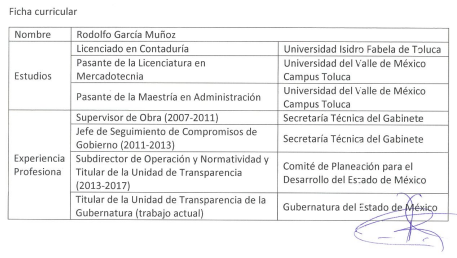 Ficha curricular
Nombre Rodolfo García Muñoz
Estudios
Licenciado en Contaduría Universidad Isidro Fabela de Toluca
Pasante de la Licenciatura en
Mercadotecnia
Universidad del Valle de México
Campus Toluca
Pasante de la Maestría en Administración
Universidad del Valle de México
Campus Toluca
Experiencia
Profesiona
Supervisor de Obra (2007-2011) Secretaría Técnica del Gabinete
Jefe de Seguimiento de Compromisos de
Gobierno (2011-2013)
Secretaría Técnica del Gabinete
Subdirector de Operación y Normatividad y
Titular de la Unidad de Transparencia
(2013-2017)
Comité de Planeación para el
Desarrollo del Estado de México
Titular de la Unidad de Transparencia de la
Gubernatura (trabajo actual)
Gubernatura del Estado de México